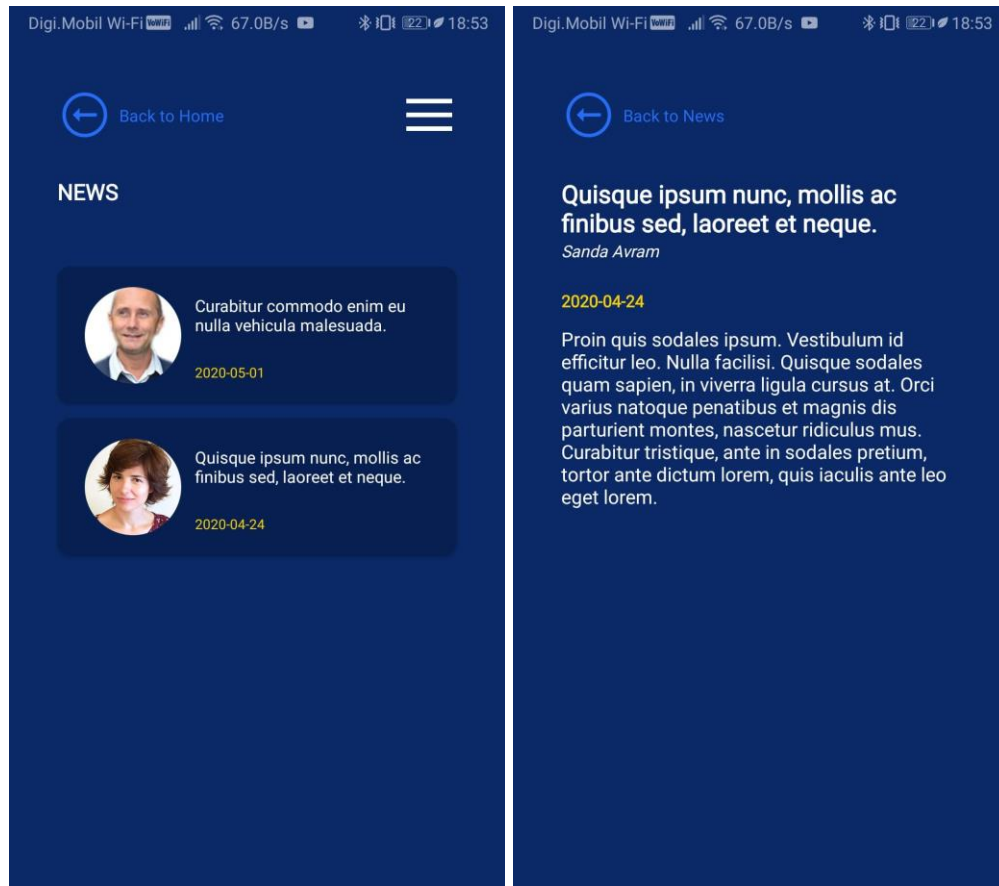 Digi.Mobil Wi-Fi VoWiFi 67.0B/s 22 18:53
Back to Home
NEWS
Curabitur commodo enim eu
nulla vehicula malesuada.
2020-05-01
Quisque ipsum nunc, mollis ac
finibus sed, laoreet et neque.
2020-04-24
Digi.Mobil Wi-Fi VoWiFi 67.0B/s 22 18:53
Back to News
Quisque ipsum nunc, mollis ac
finibus sed, laoreet et neque.
Sanda Avram
2020-04-24
Proin quis sodales ipsum. Vestibulum id
efficitur leo. Nulla facilisi. Quisque sodales
quam sapien, in viverra ligula cursus at. Orci
varius natoque penatibus et magnis dis
parturient montes, nascetur ridiculus mus.
Curabitur tristique, ante in sodales pretium,
tortor ante dictum lorem, quis iaculis ante leo
eget lorem.